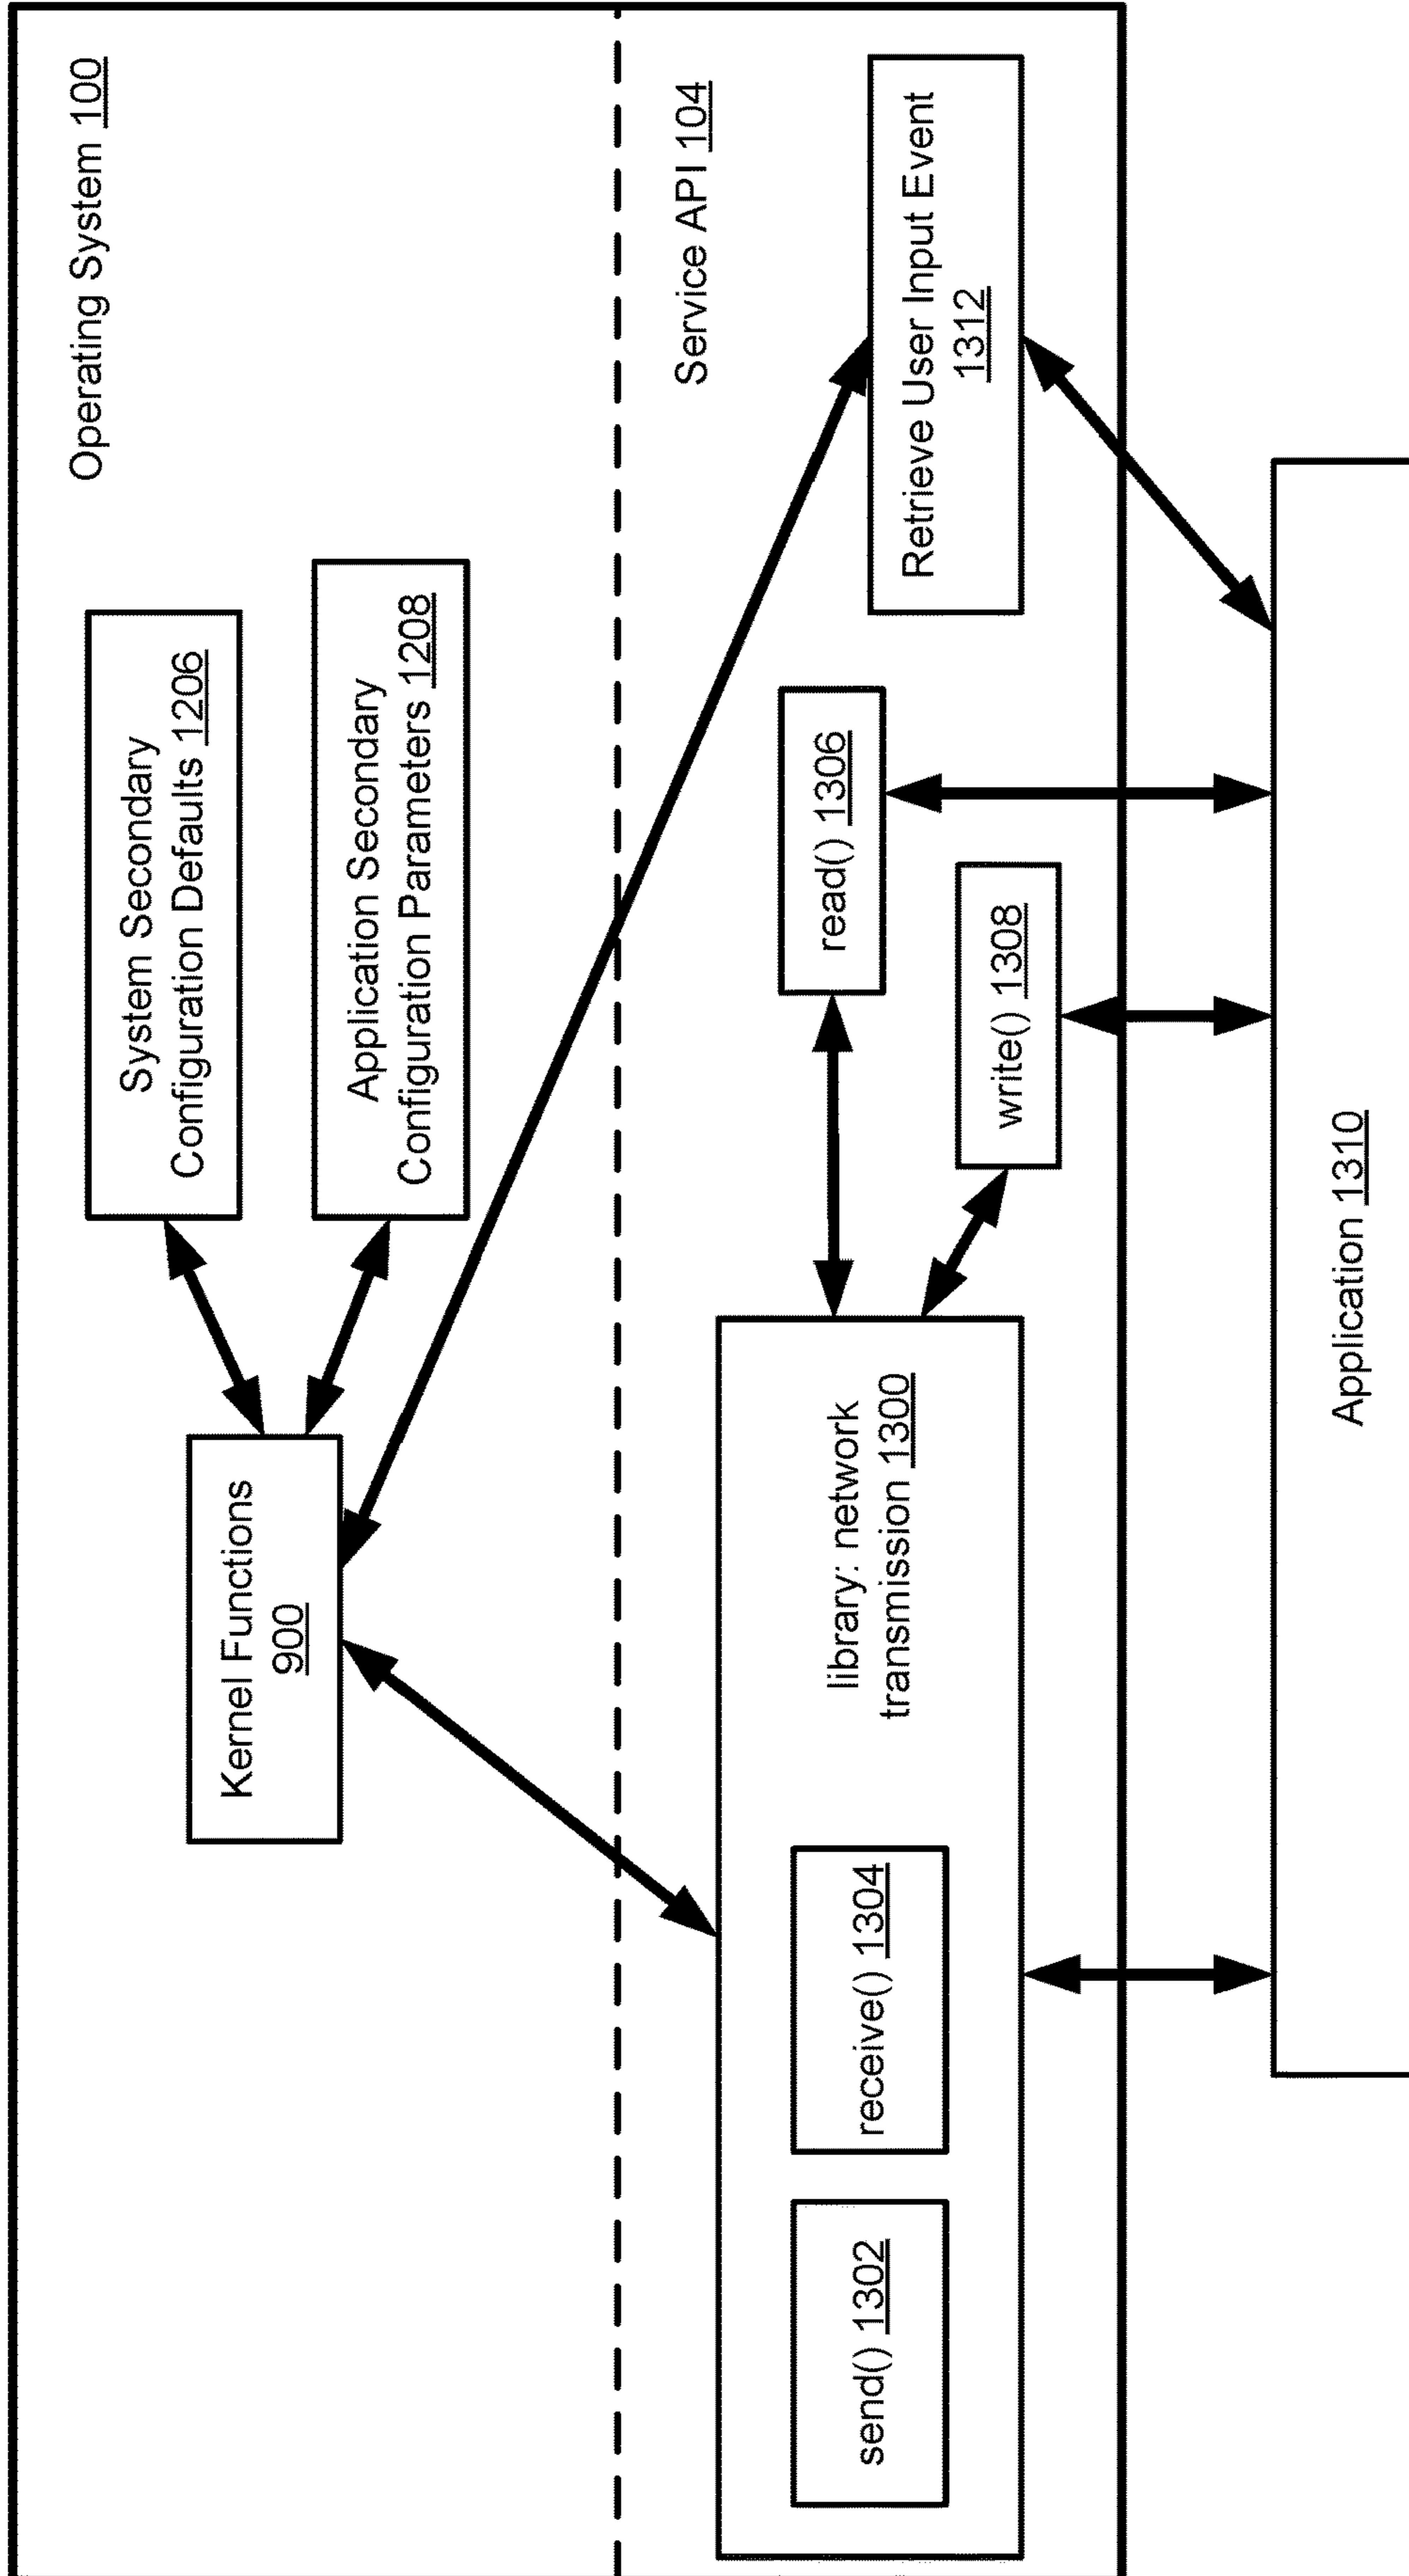 Operating System 100
System Secondary
Configuration Defaults 1206
Application Secondary
Configuration Parameters 1208
Kernel Functions
900
Service API 104
Retrieve User Input Event
1312
read() 1306
write() 1308
library: network
transmission 1300
receive() 1304
send() 1302
Application 1310